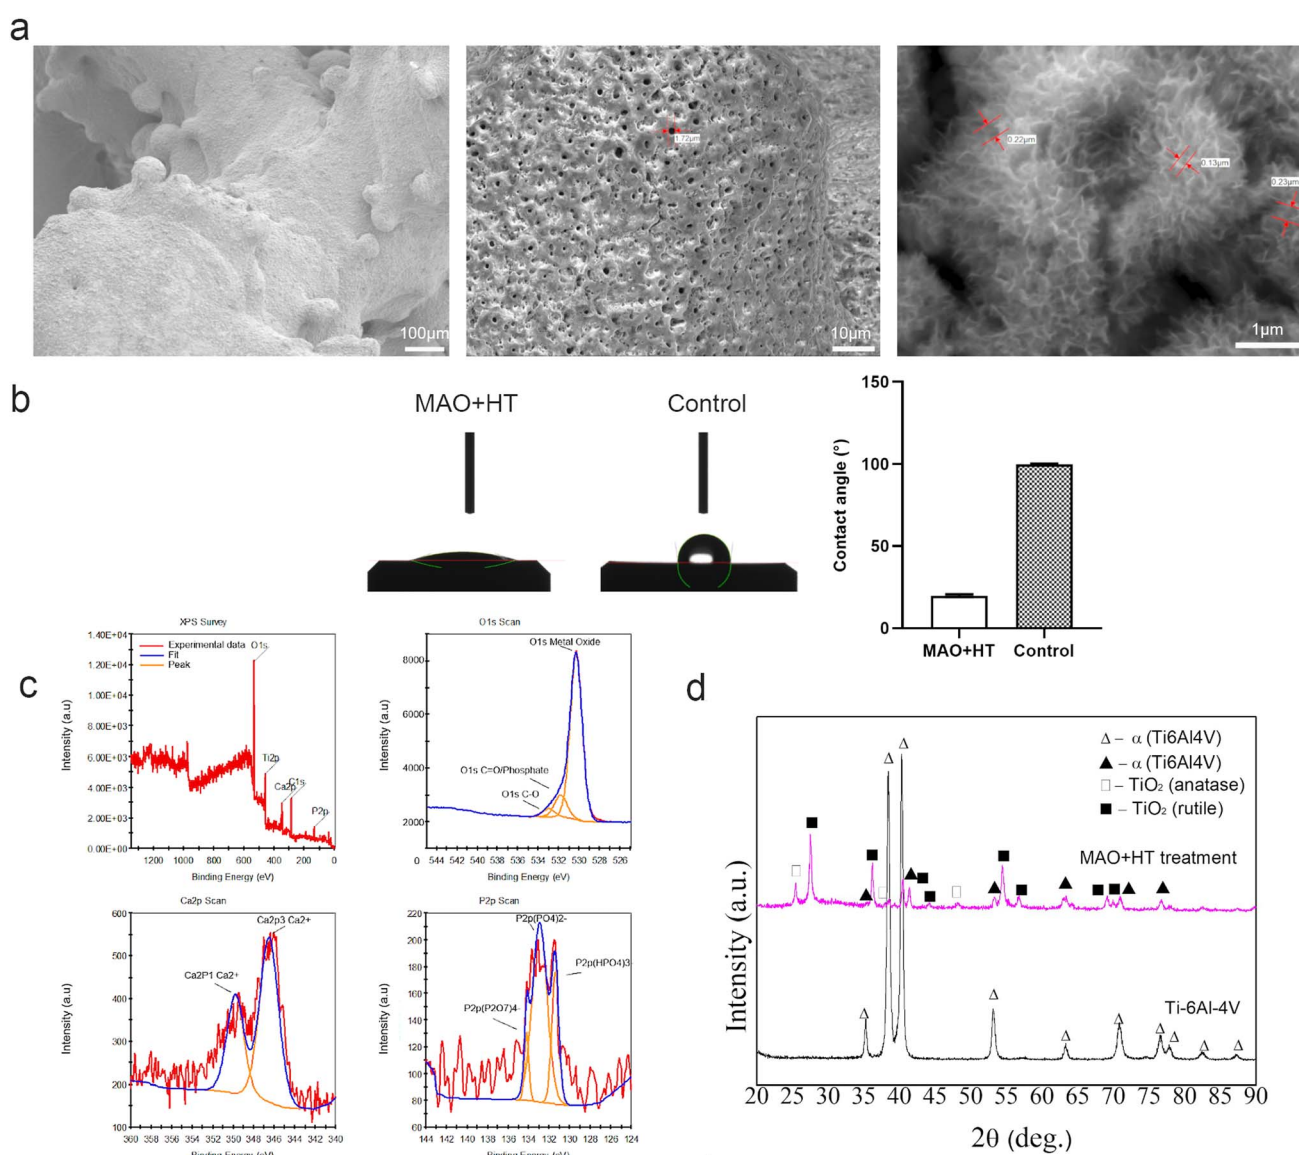 a
100μm
1.72μm
10μm
0.22μm
0.13μm
0.23μm
1μm
b
MAO+HT
Control
150
100
50
0
Contact angle (°)
MAO+HT
Control
c
XPS Survey
1.40E+04
1.20E+04
1.00E+04
8.00E+03
6.00E+03
4.00E+03
2.00E+03
0.00E+00
Intensity (a.u)
Experimental data
Fit
Peak
O1s
Ti2p
Ca2p
C1s
P2p
1200 1000 800 600 400 200 0
Binding Energy (eV)
O1s Scan
8000
6000
4000
2000
0
Intensity (a.u)
O1s Metal Oxide
O1s C=O/Phosphate
O1s C-O
544 542 540 538 536 534 532 530 528 526
Binding Energy (eV)
Ca2p Scan
600
500
400
300
200
100
Intensity (a.u)
Ca2p3 Ca2+
Ca2P1 Ca2+
360 358 356 354 352 350 348 346 344 342 340
Binding Energy (eV)
P2p Scan
220
200
180
160
140
120
100
80
60
Intensity (a.u)
P2p(PO4)2-
P2p(HPO4)3-
P2p(P2O7)4-
144 142 140 138 136 134 132 130 128 126 124
Binding Energy (eV)
d
Δ – α (Ti6Al4V)
▲ – α (Ti6Al4V)
□ – TiO₂ (anatase)
■ – TiO₂ (rutile)
MAO+HT treatment
Ti-6Al-4V
Intensity (a.u.)
20 25 30 35 40 45 50 55 60 65 70 75 80 85 90
2θ (deg.)